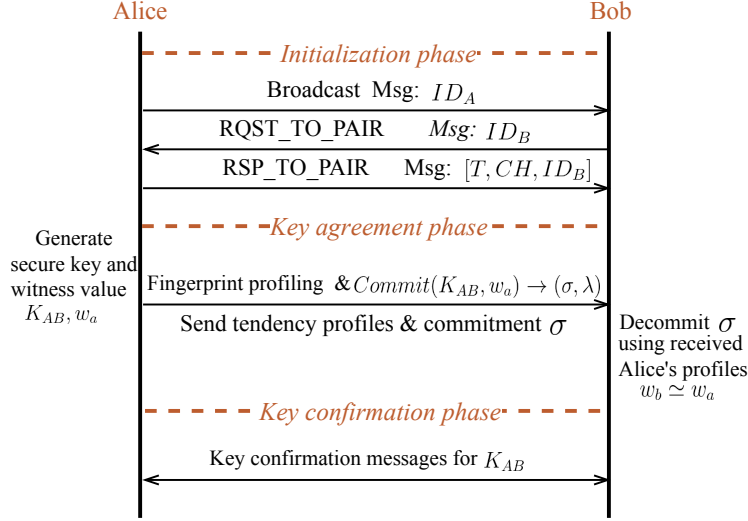 Alice
Bob
Initialization phase
Broadcast Msg: $ID_A$
RQST_TO_PAIR Msg: $ID_B$
RSP_TO_PAIR Msg: $[T, CH, ID_B]$
Key agreement phase
Generate
secure key and
witness value
$K_{AB}, w_a$
Fingerprint profiling & $Commit(K_{AB}, w_a) \rightarrow (\sigma, \lambda)$
Send tendency profiles & commitment $\sigma$
Decommit $\sigma$
using received
Alice's profiles
$w_b \simeq w_a$
Key confirmation phase
Key confirmation messages for $K_{AB}$